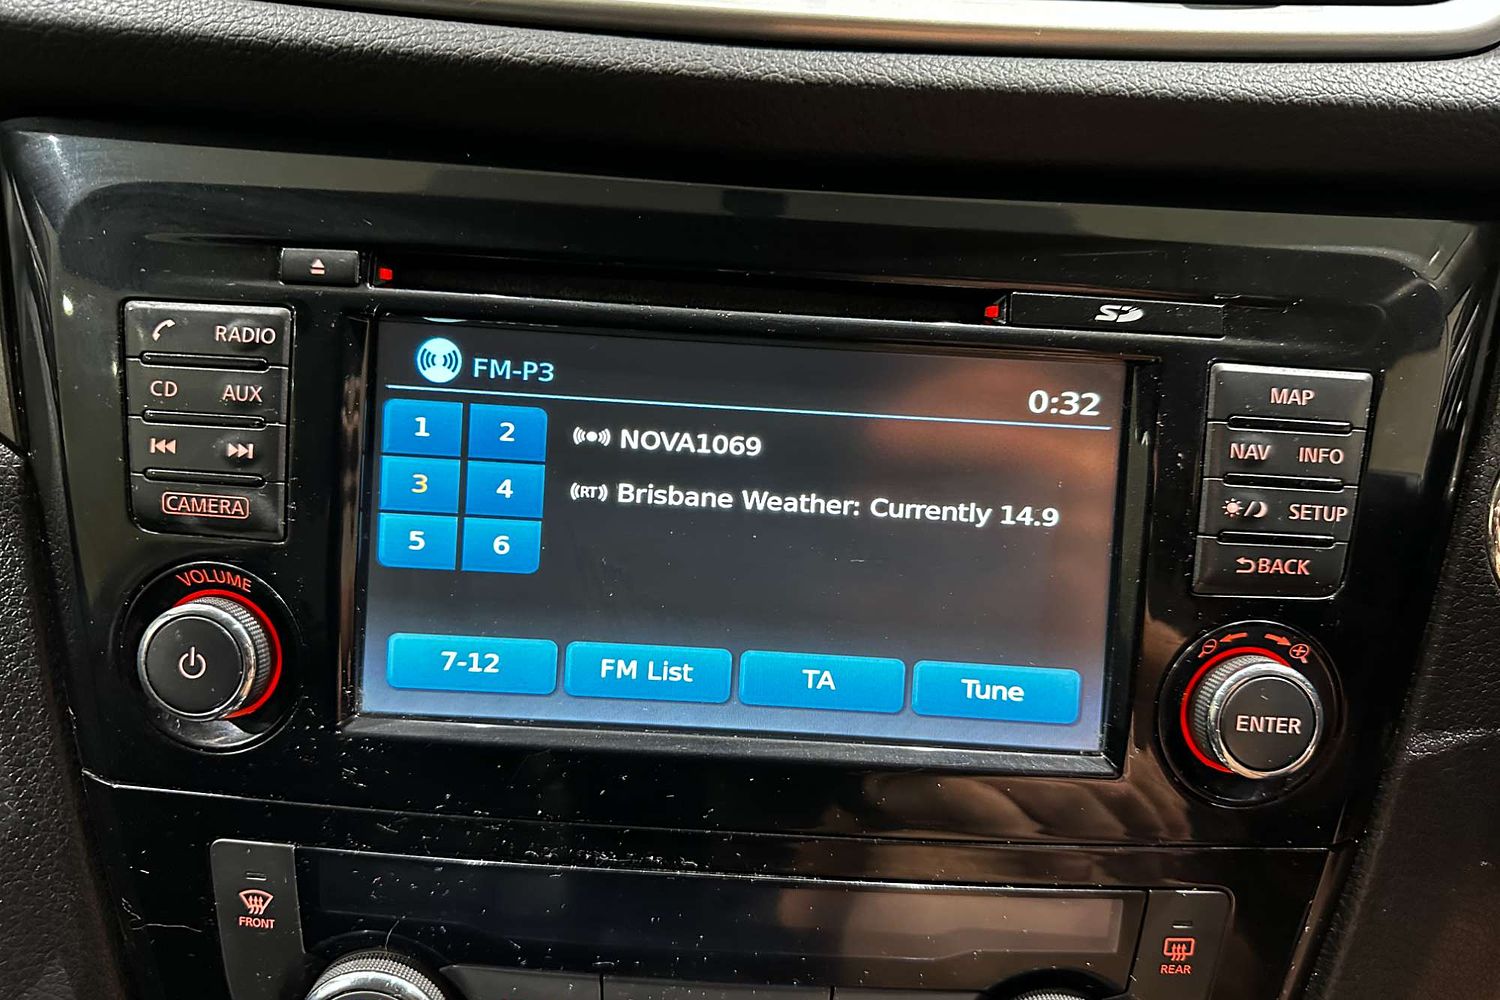 SD
RADIO
CD AUX
CAMERA
VOLUME
FM-P3
0:32
1 2
3 4
5 6
NOVA1069
RT Brisbane Weather: Currently 14.9
7-12 FM List TA Tune
MAP
NAV INFO
SETUP
BACK
ENTER
FRONT
REAR